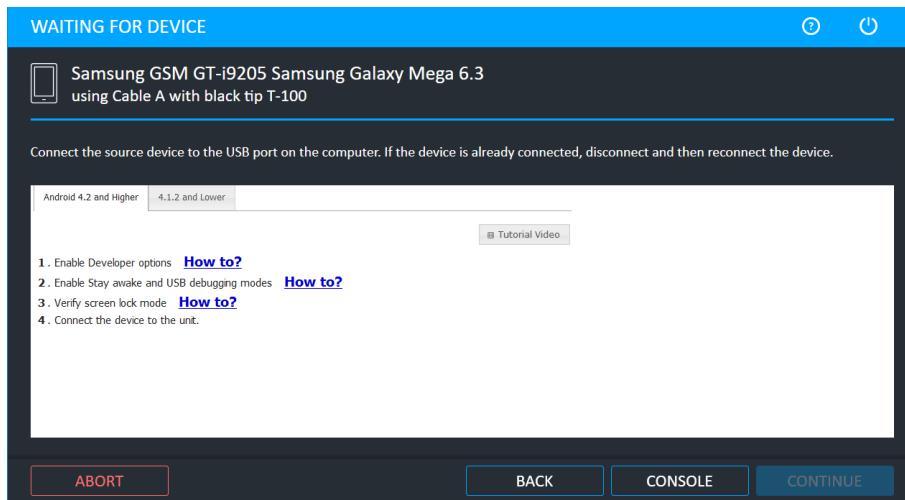 WAITING FOR DEVICE
Samsung GSM GT-i9205 Samsung Galaxy Mega 6.3
using Cable A with black tip T-100
Connect the source device to the USB port on the computer. If the device is already connected, disconnect and then reconnect the device.
Android 4.2 and Higher 4.1.2 and Lower
Tutorial Video
1 . Enable Developer options How to?
2 . Enable Stay awake and USB debugging modes How to?
3 . Verify screen lock mode How to?
4 . Connect the device to the unit.
ABORT BACK CONSOLE CONTINUE